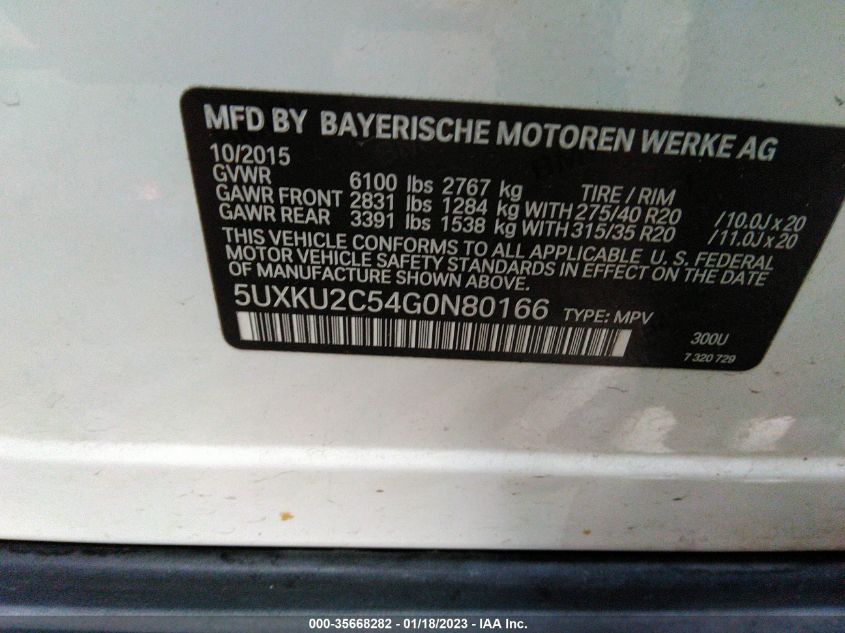 MFD BY BAYERISCHE MOTOREN WERKE AG
10/2015
GVWR 6100 lbs 2767 kg TIRE / RIM
GAWR FRONT 2831 lbs 1284 kg WITH 275/40 R20 /10.0J x 20
GAWR REAR 3391 lbs 1538 kg WITH 315/35 R20 /11.0J x 20
THIS VEHICLE CONFORMS TO ALL APPLICABLE U. S. FEDERAL
MOTOR VEHICLE SAFETY STANDARDS IN EFFECT ON THE DATE
OF MANUFACTURE SHOWN ABOVE.
5UXKU2C54G0N80166 TYPE: MPV
300U
7 320 729
000-35668282 - 01/18/2023 - IAA Inc.